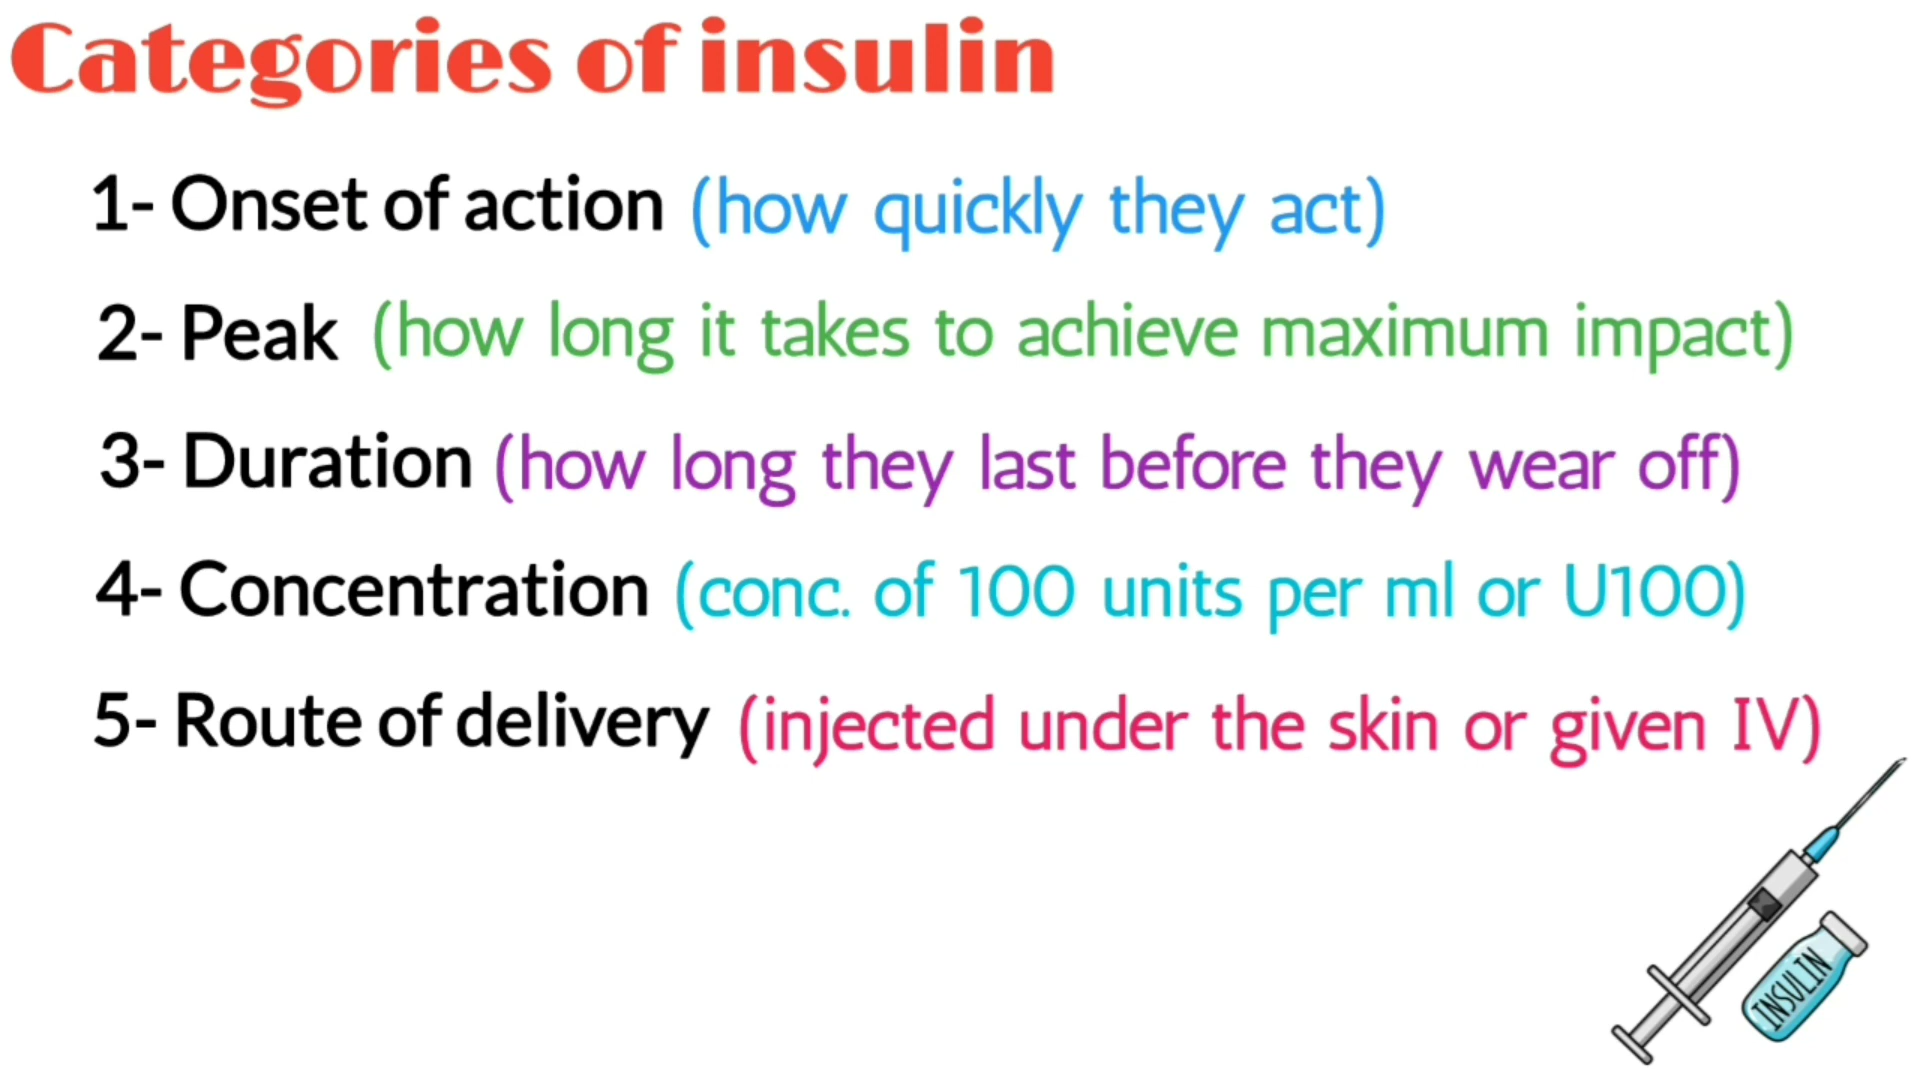 Categories of insulin
1- Onset of action (how quickly they act)
2- Peak (how long it takes to achieve maximum impact)
3- Duration (how long they last before they wear off)
4- Concentration (conc. of 100 units per ml or U100)
5- Route of delivery (injected under the skin or given IV)
INSULIN